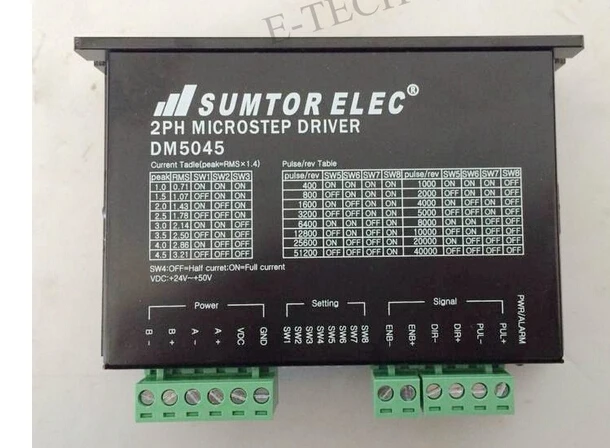 E-TECH
SUMTOR ELEC®
2PH MICROSTEP DRIVER
DM5045
Current Tadle(peak=RMS×1.4)
peak RMS SW1 SW2 SW3
1.0 0.71 ON ON ON
1.5 1.07 OFF ON ON
2.0 1.43 ON OFF ON
2.5 1.78 OFF OFF ON
3.0 2.14 ON ON OFF
3.5 2.50 OFF ON OFF
4.0 2.86 ON OFF OFF
4.5 3.21 OFF OFF OFF
SW4:OFF=Half curret;ON=Full current
VDC:+24V~+50V
Pulse/rev Table
pulse/rev SW5 SW6 SW7 SW8 pulse/rev SW5 SW6 SW7 SW8
400 ON ON ON ON 1000 ON ON ON OFF
800 OFF ON ON ON 2000 OFF ON ON OFF
1600 ON OFF ON ON 4000 ON OFF ON OFF
3200 OFF OFF ON ON 5000 OFF OFF ON OFF
6400 ON ON OFF ON 8000 ON ON OFF OFF
12800 OFF ON OFF ON 10000 OFF ON OFF OFF
25600 ON OFF OFF ON 20000 ON OFF OFF OFF
51200 OFF OFF OFF ON 40000 OFF OFF OFF OFF
Power
B -
B +
A -
A +
VDC
GND
Setting
SW1
SW2
SW3
SW4
SW5
SW6
SW7
SW8
Signal
ENB-
ENB+
DIR-
DIR+
PUL-
PUL+
PWR/ALARM